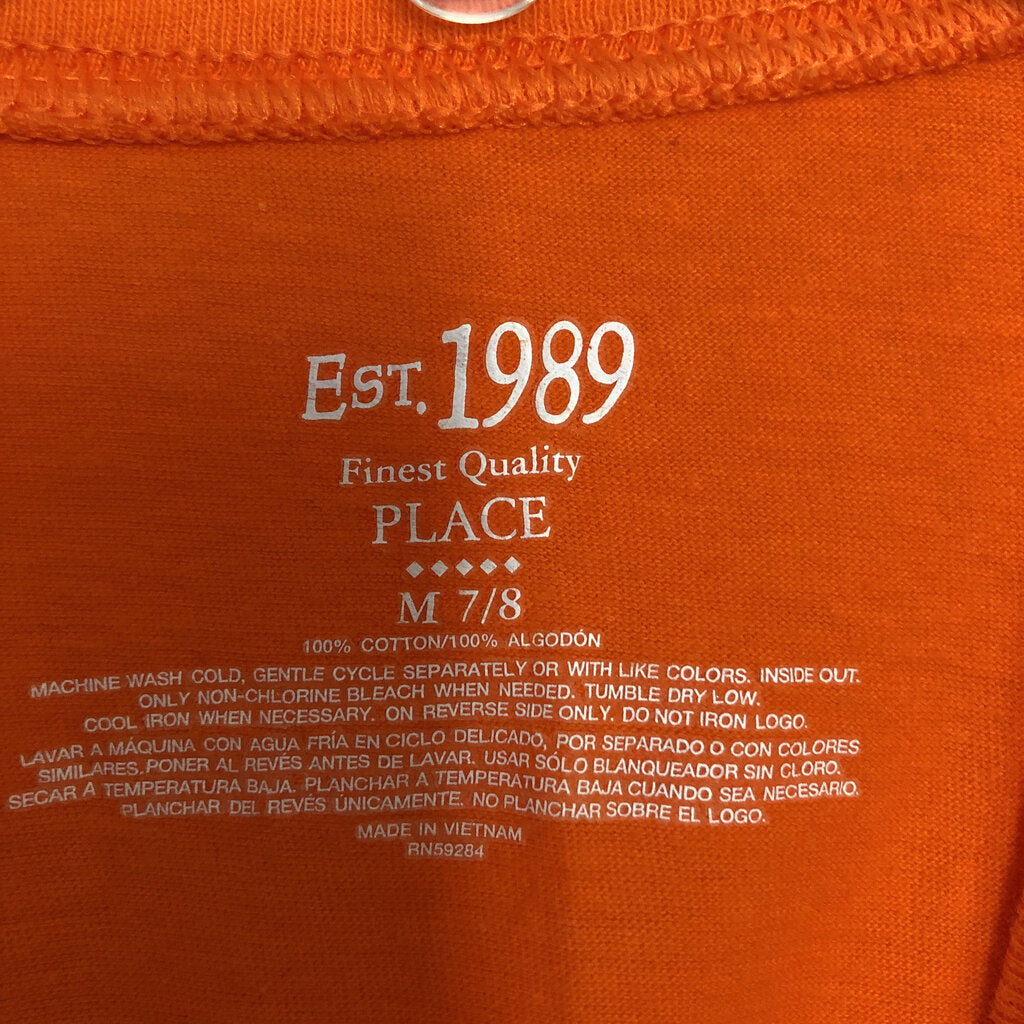 EST. 1989
Finest Quality
PLACE
M 7/8
100% COTTON/100% ALGODÓN
MACHINE WASH COLD, GENTLE CYCLE SEPARATELY OR WITH LIKE COLORS. INSIDE OUT.
ONLY NON-CHLORINE BLEACH WHEN NEEDED. TUMBLE DRY LOW.
COOL IRON WHEN NECESSARY. ON REVERSE SIDE ONLY. DO NOT IRON LOGO.
LAVAR A MÁQUINA CON AGUA FRÍA EN CICLO DELICADO, POR SEPARADO O CON COLORES
SIMILARES. PONER AL REVÉS ANTES DE LAVAR. USAR SÓLO BLANQUEADOR SIN CLORO.
SECAR A TEMPERATURA BAJA. PLANCHAR A TEMPERATURA BAJA CUANDO SEA NECESARIO.
PLANCHAR DEL REVÉS ÚNICAMENTE. NO PLANCHAR SOBRE EL LOGO.
MADE IN VIETNAM
RN59284